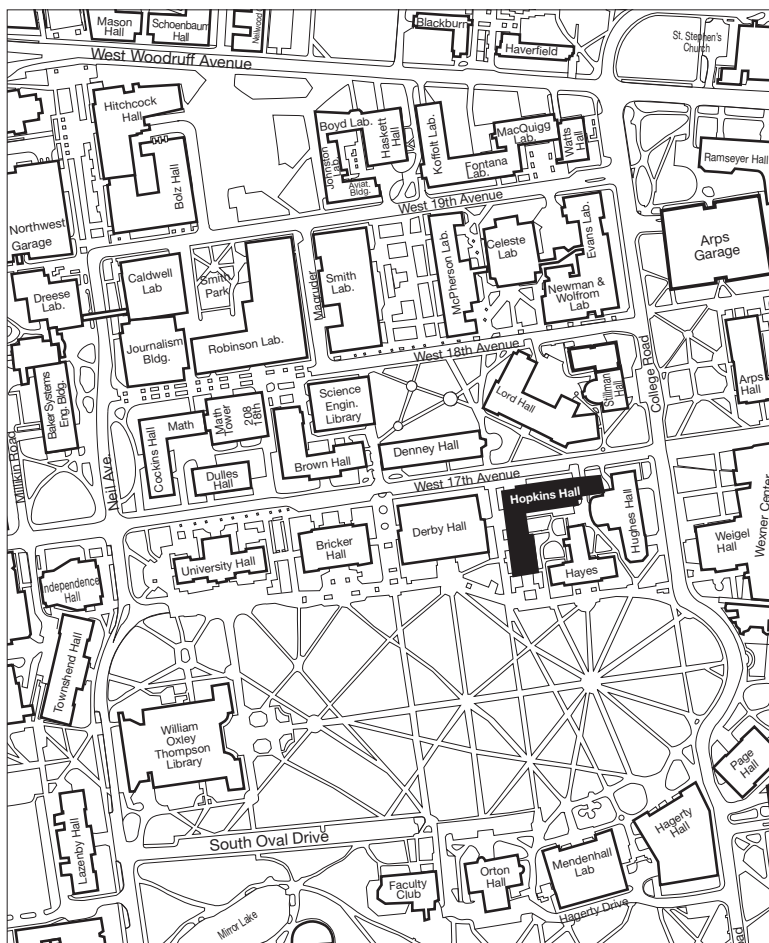 Mason
Hall
Schoenbaum
Hall
Blackburn
Haverfield
St. Stephen's
Church
West Woodruff Avenue
Hitchcock
Hall
Bolz Hall
Boyd Lab.
Haskett
Hall
Johnston
Lab.
Aviat.
Bldg.
Koffolt Lab.
MacQuigg
Lab.
Watts
Hall
Fontana
Lab.
Ramseyer Hall
West 19th Avenue
Northwest
Garage
Dreese
Lab.
Caldwell
Lab
Smith
Park
Robinson Lab.
Magruder
Smith
Lab.
McPherson Lab.
Celeste
Lab
Evans Lab.
Newman &
Wolfrom Lab
Arps
Garage
Journalism
Bldg.
West 18th Avenue
Baker Systems
Eng. Bldg.
Cockins Hall
Math
Math
Tower
208
18th
Science
Engin.
Library
Lord Hall
Stillman
Hall
College Road
Arps
Hall
Millikin Road
Neil Ave.
Dulles
Hall
Brown Hall
Denney Hall
West 17th Avenue
Hopkins Hall
Hughes Hall
Wexner Center
Weigel
Hall
University Hall
Bricker
Hall
Derby Hall
Hayes
Independence
Hall
Townshend Hall
William
Oxley
Thompson
Library
Page
Hall
Lazenby Hall
South Oval Drive
Faculty
Club
Orton
Hall
Mendenhall
Lab
Hagerty
Hall
Hagerty Drive
Mirror Lake